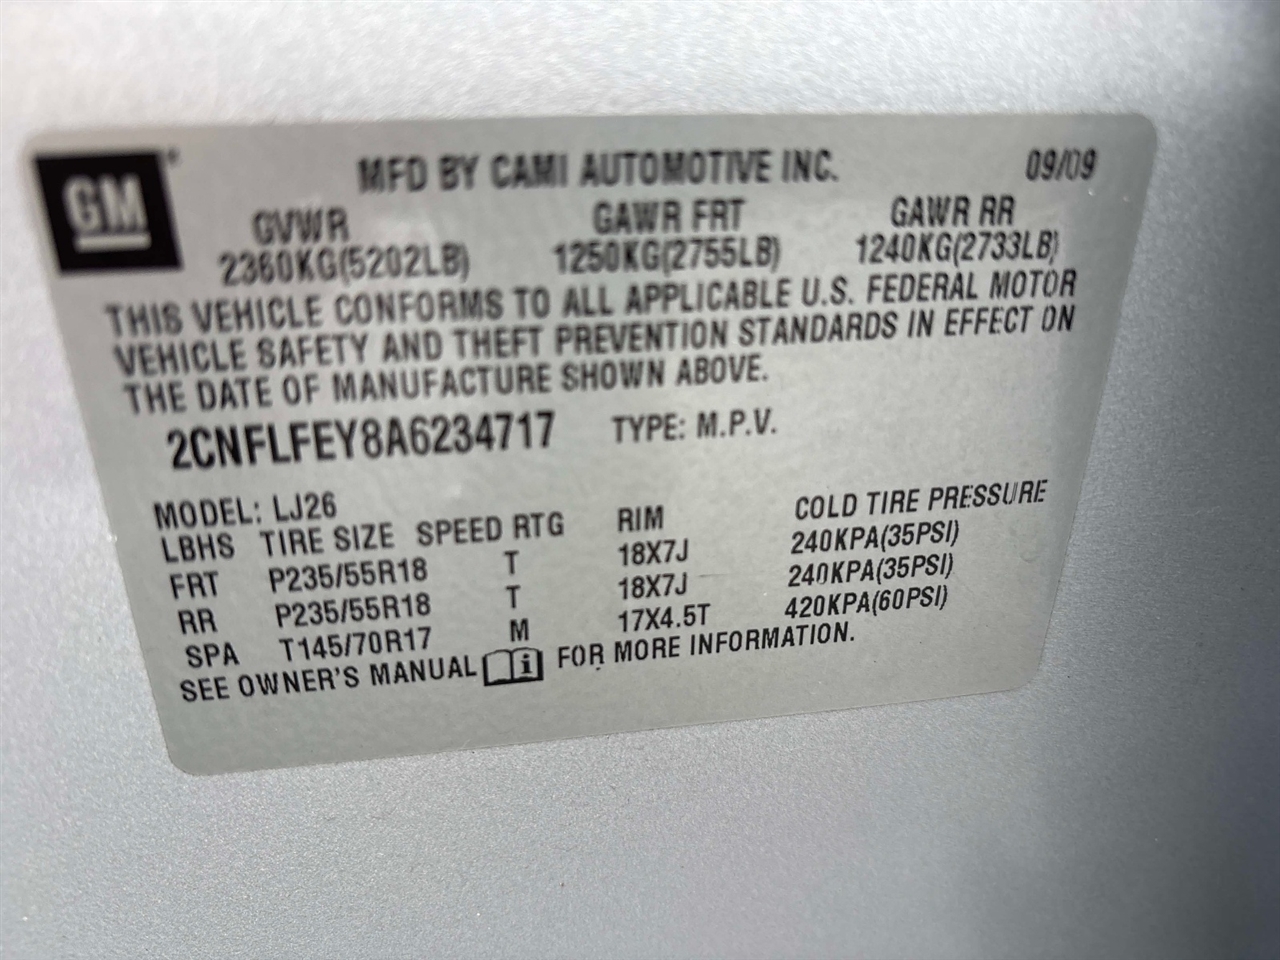 GM
MFD BY CAMI AUTOMOTIVE INC. 09/09
GVWR GAWR FRT GAWR RR
2360KG(5202LB) 1250KG(2755LB) 1240KG(2733LB)
THIS VEHICLE CONFORMS TO ALL APPLICABLE U.S. FEDERAL MOTOR
VEHICLE SAFETY AND THEFT PREVENTION STANDARDS IN EFFECT ON
THE DATE OF MANUFACTURE SHOWN ABOVE.
2CNFLFEY8A6234717 TYPE: M.P.V.
MODEL: LJ26
LBHS TIRE SIZE SPEED RTG RIM COLD TIRE PRESSURE
FRT P235/55R18 T 18X7J 240KPA(35PSI)
RR P235/55R18 T 18X7J 240KPA(35PSI)
SPA T145/70R17 M 17X4.5T 420KPA(60PSI)
SEE OWNER'S MANUAL i FOR MORE INFORMATION.